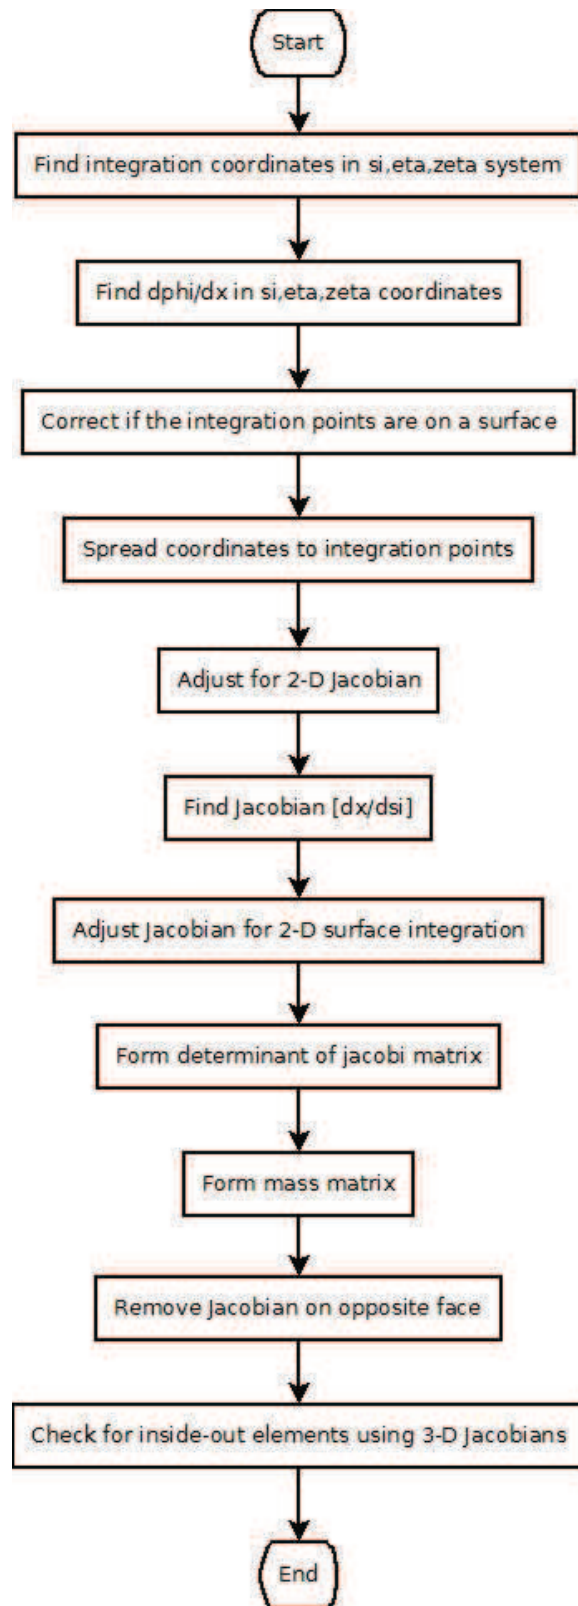 Start
Find integration coordinates in si,eta,zeta system
Find dphi/dx in si,eta,zeta coordinates
Correct if the integration points are on a surface
Spread coordinates to integration points
Adjust for 2-D Jacobian
Find Jacobian [dx/dsi]
Adjust Jacobian for 2-D surface integration
Form determinant of jacobi matrix
Form mass matrix
Remove Jacobian on opposite face
Check for inside-out elements using 3-D Jacobians
End